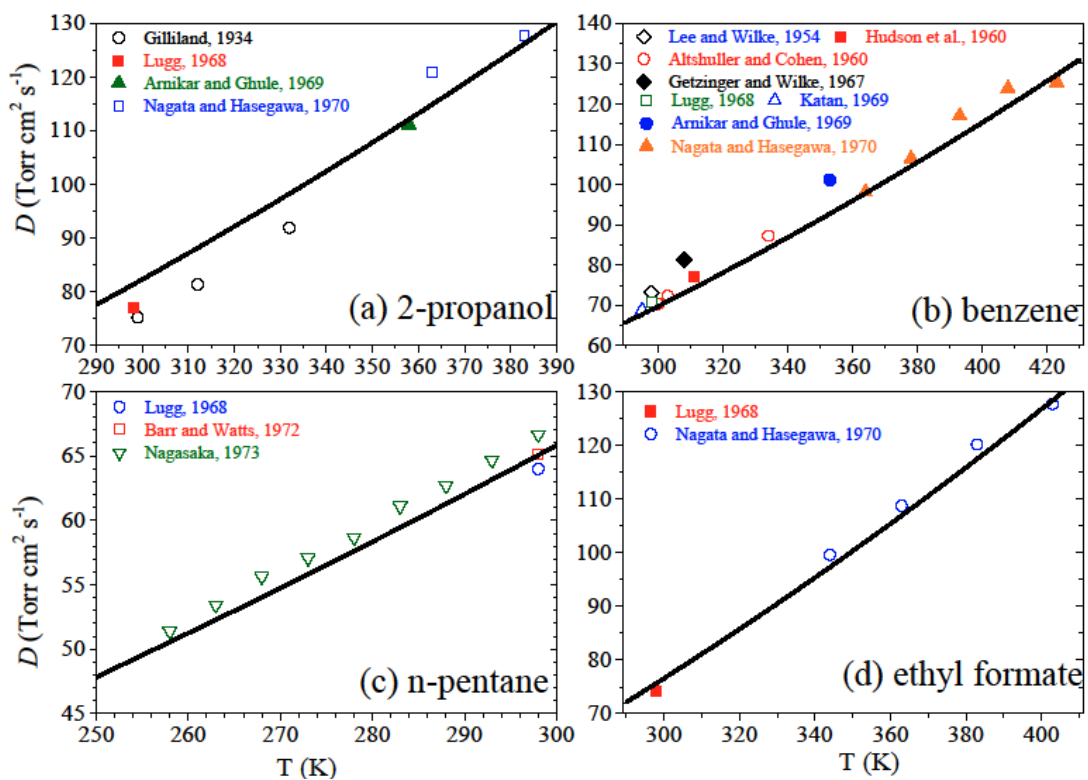 130
120
110
100
90
80
70
D (Torr cm² s⁻¹)
Gilliland, 1934
Lugg, 1968
Arnikar and Ghule, 1969
Nagata and Hasegawa, 1970
(a) 2-propanol
290 300 310 320 330 340 350 360 370 380 390
140
130
120
110
100
90
80
70
60
Lee and Wilke, 1954 Hudson et al., 1960
Altshuller and Cohen, 1960
Getzinger and Wilke, 1967
Lugg, 1968 Katan, 1969
Arnikar and Ghule, 1969
Nagata and Hasegawa, 1970
(b) benzene
300 320 340 360 380 400 420
70
65
60
55
50
45
D (Torr cm² s⁻¹)
Lugg, 1968
Barr and Watts, 1972
Nagasaka, 1973
(c) n-pentane
250 260 270 280 290 300
T (K)
130
120
110
100
90
80
70
Lugg, 1968
Nagata and Hasegawa, 1970
(d) ethyl formate
300 320 340 360 380 400
T (K)